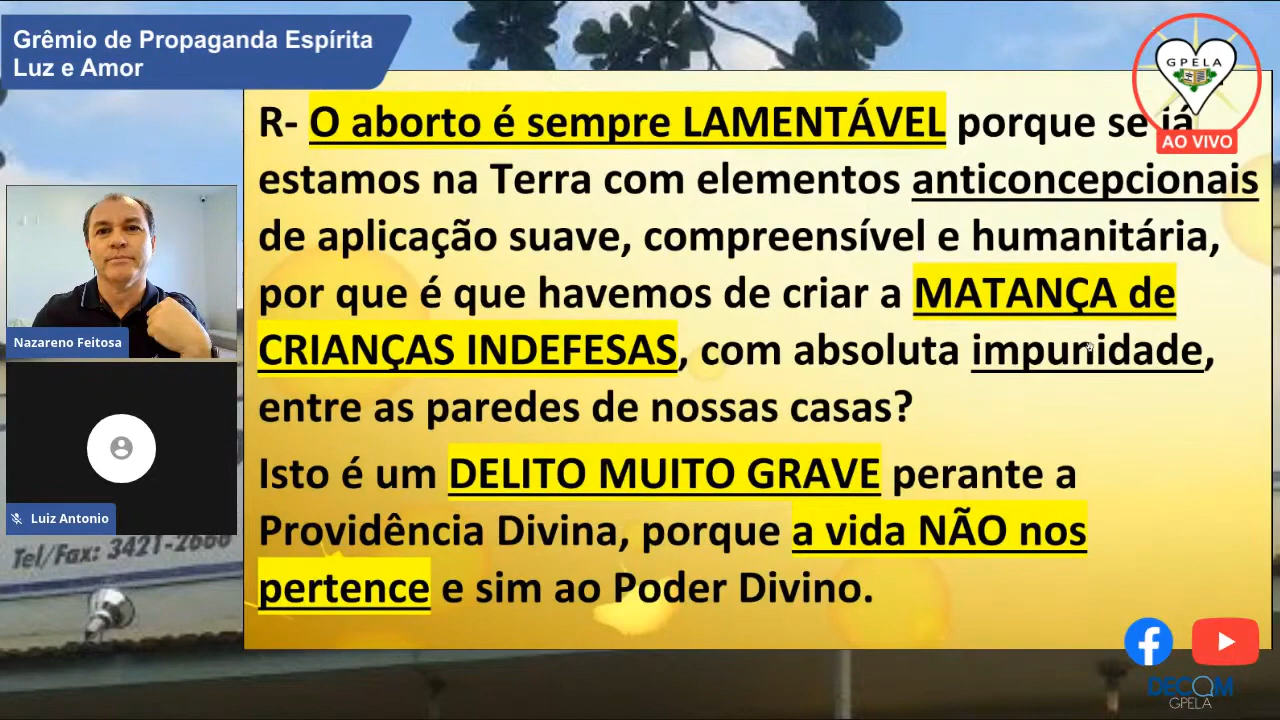 Grêmio de Propaganda Espírita
Luz e Amor
GPELA
AO VIVO
R- O aborto é sempre LAMENTÁVEL porque se já
estamos na Terra com elementos anticoncepcionais
de aplicação suave, compreensível e humanitária,
por que é que havemos de criar a MATANÇA de
CRIANÇAS INDEFESAS, com absoluta impunidade,
entre as paredes de nossas casas?
Isto é um DELITO MUITO GRAVE perante a
Providência Divina, porque a vida NÃO nos
pertence e sim ao Poder Divino.
Nazareno Feitosa
Luiz Antonio
Tel/Fax: 3421-2666
DECOM
GPELA